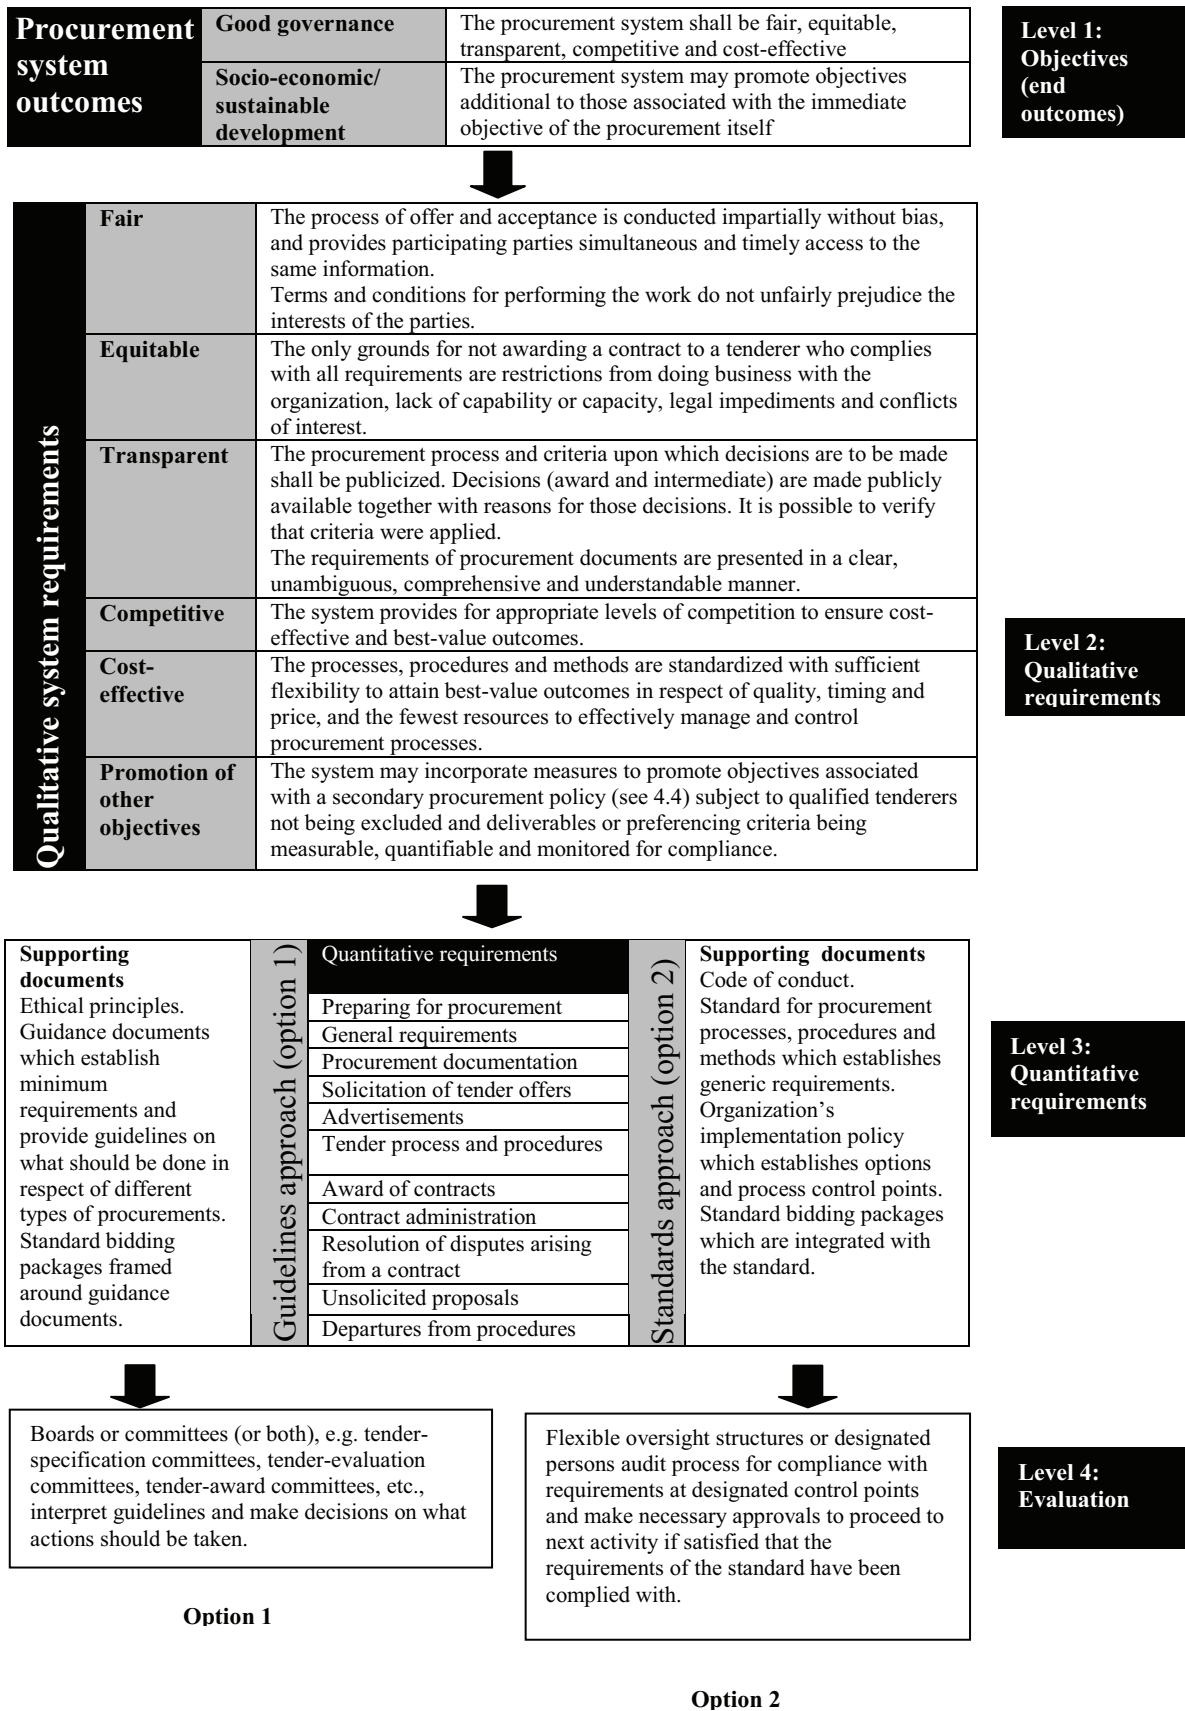 Procurement
system
outcomes
Good governance
The procurement system shall be fair, equitable,
transparent, competitive and cost-effective
Socio-economic/
sustainable
development
The procurement system may promote objectives
additional to those associated with the immediate
objective of the procurement itself
Level 1:
Objectives
(end
outcomes)
Qualitative system requirements
Fair
The process of offer and acceptance is conducted impartially without bias,
and provides participating parties simultaneous and timely access to the
same information.
Terms and conditions for performing the work do not unfairly prejudice the
interests of the parties.
Equitable
The only grounds for not awarding a contract to a tenderer who complies
with all requirements are restrictions from doing business with the
organization, lack of capability or capacity, legal impediments and conflicts
of interest.
Transparent
The procurement process and criteria upon which decisions are to be made
shall be publicized. Decisions (award and intermediate) are made publicly
available together with reasons for those decisions. It is possible to verify
that criteria were applied.
The requirements of procurement documents are presented in a clear,
unambiguous, comprehensive and understandable manner.
Competitive
The system provides for appropriate levels of competition to ensure cost-
effective and best-value outcomes.
Cost-
effective
The processes, procedures and methods are standardized with sufficient
flexibility to attain best-value outcomes in respect of quality, timing and
price, and the fewest resources to effectively manage and control
procurement processes.
Promotion of
other
objectives
The system may incorporate measures to promote objectives associated
with a secondary procurement policy (see 4.4) subject to qualified tenderers
not being excluded and deliverables or preferencing criteria being
measurable, quantifiable and monitored for compliance.
Level 2:
Qualitative
requirements
Supporting
documents
Ethical principles.
Guidance documents
which establish
minimum
requirements and
provide guidelines on
what should be done in
respect of different
types of procurements.
Standard bidding
packages framed
around guidance
documents.
Guidelines approach (option 1)
Quantitative requirements
Preparing for procurement
General requirements
Procurement documentation
Solicitation of tender offers
Advertisements
Tender process and procedures
Award of contracts
Contract administration
Resolution of disputes arising
from a contract
Unsolicited proposals
Departures from procedures
Standards approach (option 2)
Supporting documents
Code of conduct.
Standard for procurement
processes, procedures and
methods which establishes
generic requirements.
Organization’s
implementation policy
which establishes options
and process control points.
Standard bidding packages
which are integrated with
the standard.
Level 3:
Quantitative
requirements
Boards or committees (or both), e.g. tender-
specification committees, tender-evaluation
committees, tender-award committees, etc.,
interpret guidelines and make decisions on what
actions should be taken.
Option 1
Flexible oversight structures or designated
persons audit process for compliance with
requirements at designated control points
and make necessary approvals to proceed to
next activity if satisfied that the
requirements of the standard have been
complied with.
Option 2
Level 4:
Evaluation